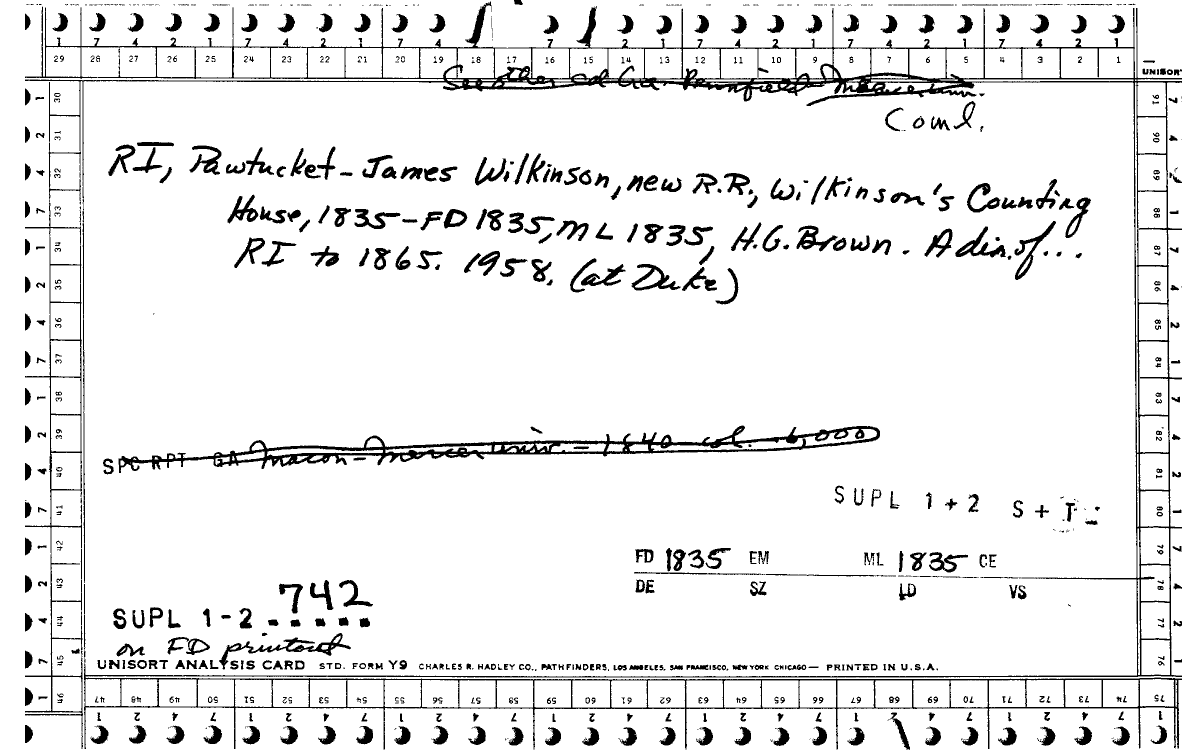 1 7 4 2 1 7 4 2 1 7 4 7 4 2 1 7 4 2 1 7 4 2 1 7 4 2 1
29 28 27 26 25 24 23 22 21 20 19 18 17 16 15 14 13 12 11 10 9 8 7 6 5 4 3 2 1
UNISORT
See other cd Ga. Pennfield Mercer Univ.
Coml.
RI, Pawtucket - James Wilkinson, new R.R., Wilkinson's Counting
House, 1835 - FD 1835, ML 1835, H.G. Brown. A din. of...
RI to 1865. 1958. (at Duke)
SPC RPT GA Macon - Mercer Univ. - 1840 col. - 6,000
SUPL 1 + 2 S + T
FD 1835 EM ML 1835 CE
DE SZ LD VS
742
SUPL 1-2 -----
on FD printout
UNISORT ANALYSIS CARD STD. FORM Y9 CHARLES R. HADLEY CO., PATHFINDERS, LOS ANGELES, SAN FRANCISCO, NEW YORK CHICAGO — PRINTED IN U.S.A.
30 31 32 33 34 35 36 37 38 39 40 41 42 43 44 45 46
91 90 89 88 87 86 85 84 83 82 81 80 79 78 77 76 75
47 48 49 50 51 52 53 54 55 56 57 58 59 60 61 62 63 64 65 66 67 68 69 70 71 72 73 74